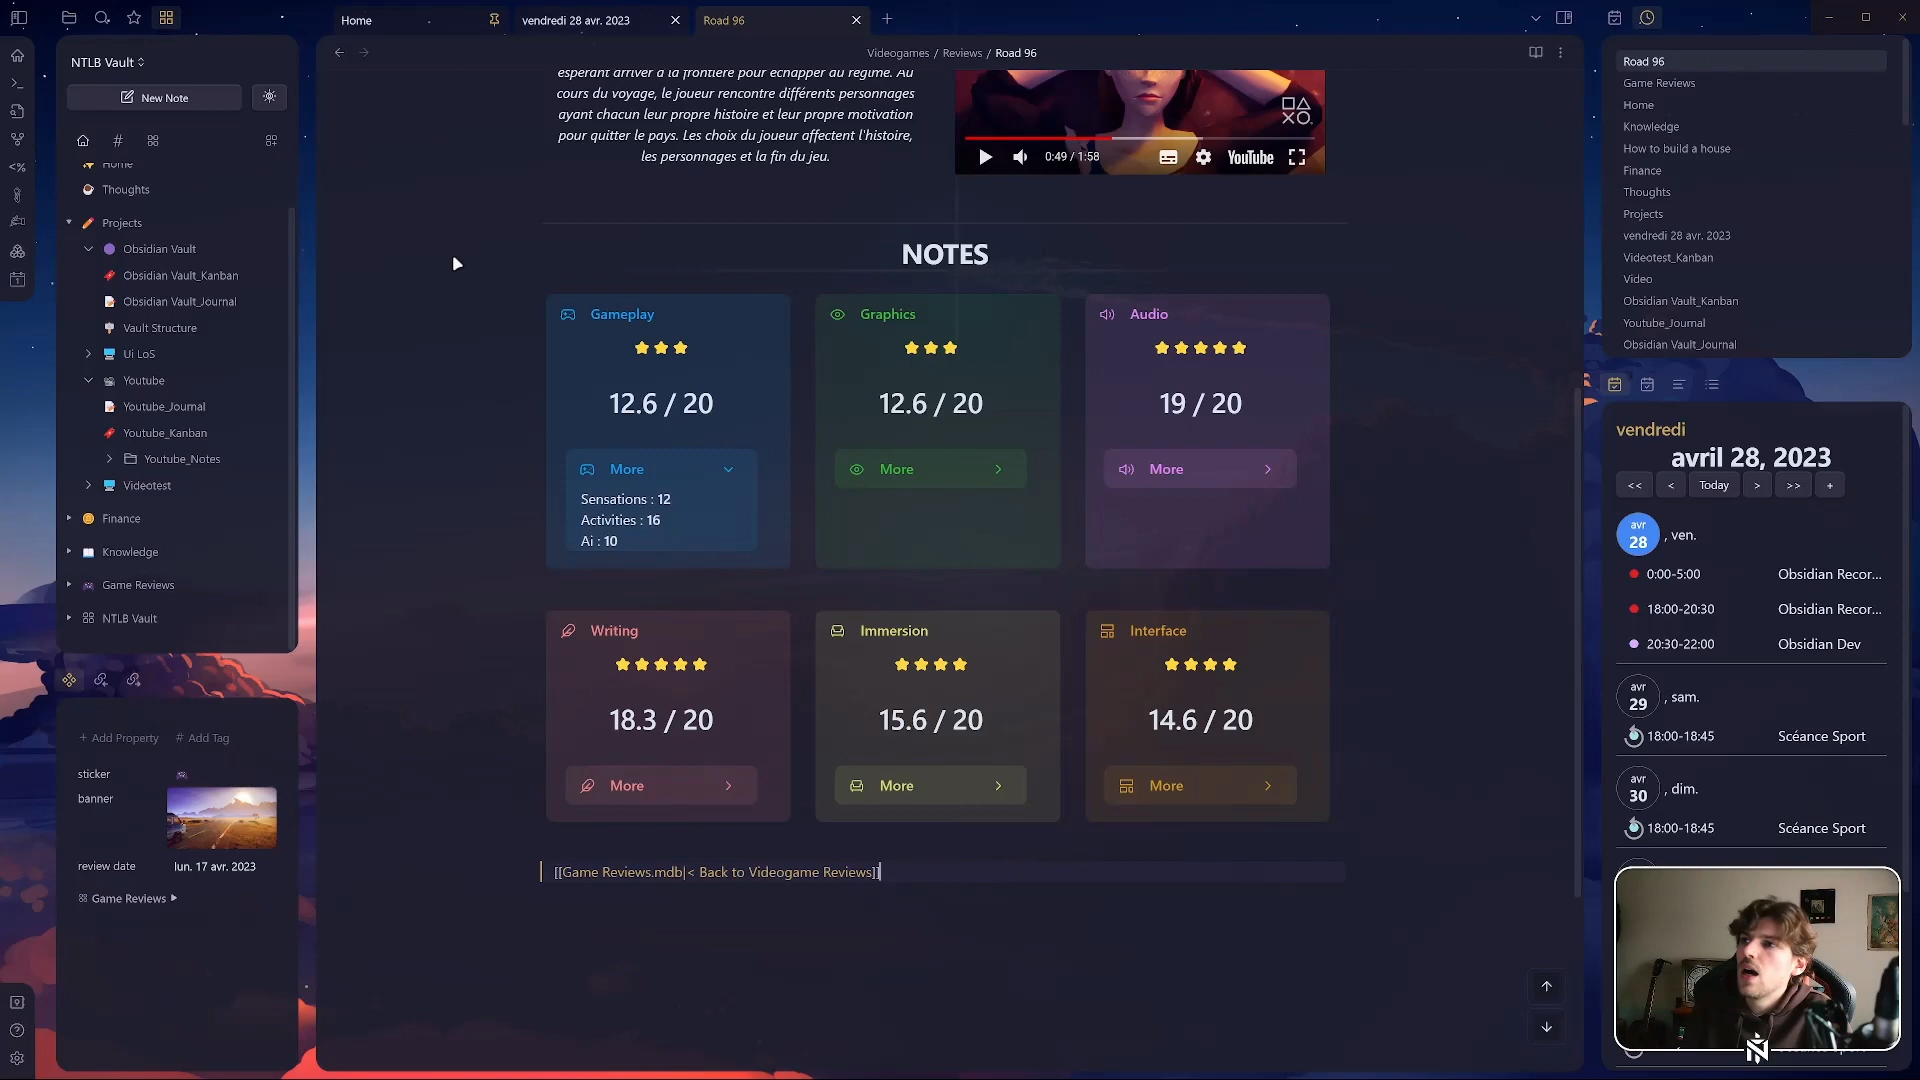 Home
vendredi 28 avr. 2023
Road 96
NTLB Vault
New Note
Home
Thoughts
Projects
Obsidian Vault
Obsidian Vault_Kanban
Obsidian Vault_Journal
Vault Structure
Ui LoS
Youtube
Youtube_Journal
Youtube_Kanban
Youtube_Notes
Videotest
Finance
Knowledge
Game Reviews
NTLB Vault
+ Add Property
# Add Tag
sticker
banner
review date
lun. 17 avr. 2023
Game Reviews
Videogames / Reviews / Road 96
espérant arriver à la frontière pour échapper au régime. Au
cours du voyage, le joueur rencontre différents personnages
ayant chacun leur propre histoire et leur propre motivation
pour quitter le pays. Les choix du joueur affectent l'histoire,
les personnages et la fin du jeu.
0:49 / 1:58
YouTube
NOTES
Gameplay
12.6 / 20
More
Sensations : 12
Activities : 16
Ai : 10
Graphics
12.6 / 20
More
Audio
19 / 20
More
Writing
18.3 / 20
More
Immersion
15.6 / 20
More
Interface
14.6 / 20
More
[[Game Reviews.mdb|< Back to Videogame Reviews]]
Road 96
Game Reviews
Home
Knowledge
How to build a house
Finance
Thoughts
Projects
vendredi 28 avr. 2023
Videotest_Kanban
Video
Obsidian Vault_Kanban
Youtube_Journal
Obsidian Vault_Journal
vendredi
avril 28, 2023
<< < Today > >> +
avr
28
, ven.
0:00-5:00 Obsidian Recor...
18:00-20:30 Obsidian Recor...
20:30-22:00 Obsidian Dev
avr
29
, sam.
18:00-18:45 Scéance Sport
avr
30
, dim.
18:00-18:45 Scéance Sport